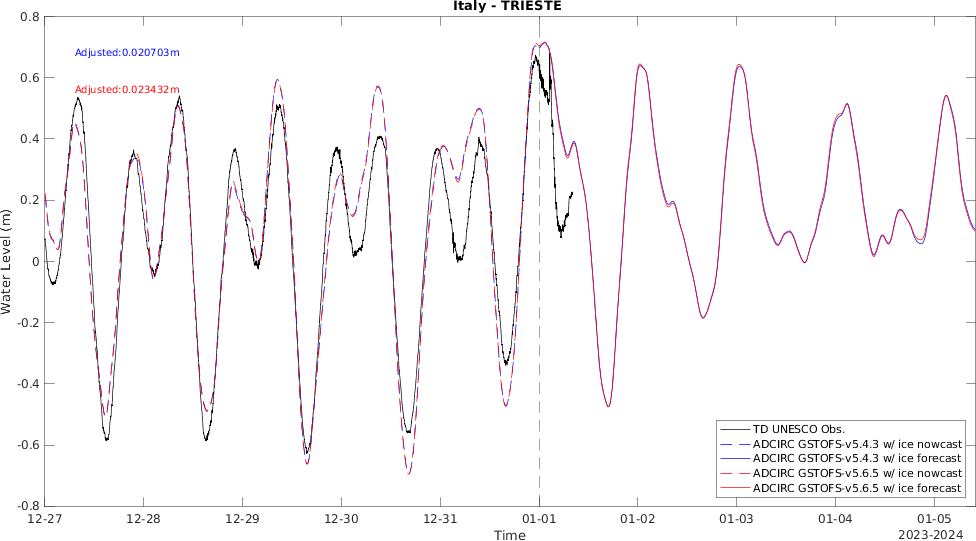 Italy - TRIESTE
Adjusted:0.020703m
Adjusted:0.023432m
Water Level (m)
0.8
0.6
0.4
0.2
0
-0.2
-0.4
-0.6
-0.8
TD UNESCO Obs.
ADCIRC GSTOFS-v5.4.3 w/ ice nowcast
ADCIRC GSTOFS-v5.4.3 w/ ice forecast
ADCIRC GSTOFS-v5.6.5 w/ ice nowcast
ADCIRC GSTOFS-v5.6.5 w/ ice forecast
12-27 12-28 12-29 12-30 12-31 01-01 01-02 01-03 01-04 01-05
Time
2023-2024